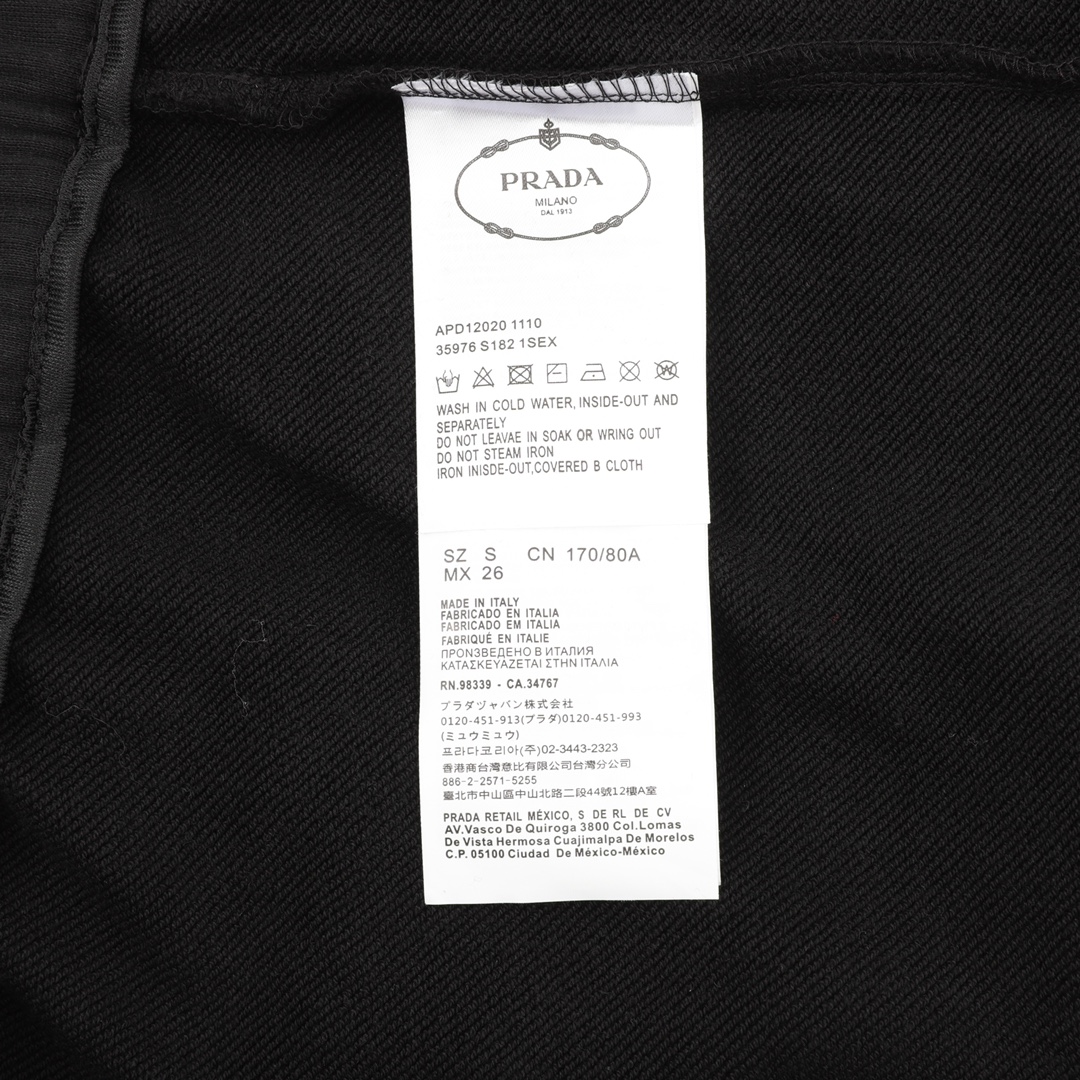 PRADA
MILANO
DAL 1913
APD12020 1110
35976 S182 1SEX
WASH IN COLD WATER, INSIDE-OUT AND
SEPARATELY
DO NOT LEAVAE IN SOAK OR WRING OUT
DO NOT STEAM IRON
IRON INISDE-OUT,COVERED B CLOTH
SZ S CN 170/80A
MX 26
MADE IN ITALY
FABRICADO EN ITALIA
FABRICADO EM ITALIA
FABRIQUÉ EN ITALIE
ПРОНЗВЕДЕНО В ИТАЛИЯ
ΚΑΤΑΣΚΕΥΑΖΕΤΑΙ ΣΤΗΝ ΙΤΑΛΙΑ
RN.98339 - CA.34767
プラダジャバン株式会社
0120-451-913(プラダ)0120-451-993
(ミュウミュウ)
프라다코리아(주)02-3443-2323
香港商台灣意比有限公司台灣分公司
886-2-2571-5255
臺北市中山區中山北路二段44號12樓A室
PRADA RETAIL MÉXICO, S DE RL DE CV
AV.Vasco De Quiroga 3800 Col.Lomas
De Vista Hermosa Cuajimalpa De Morelos
C.P. 05100 Ciudad De México-México